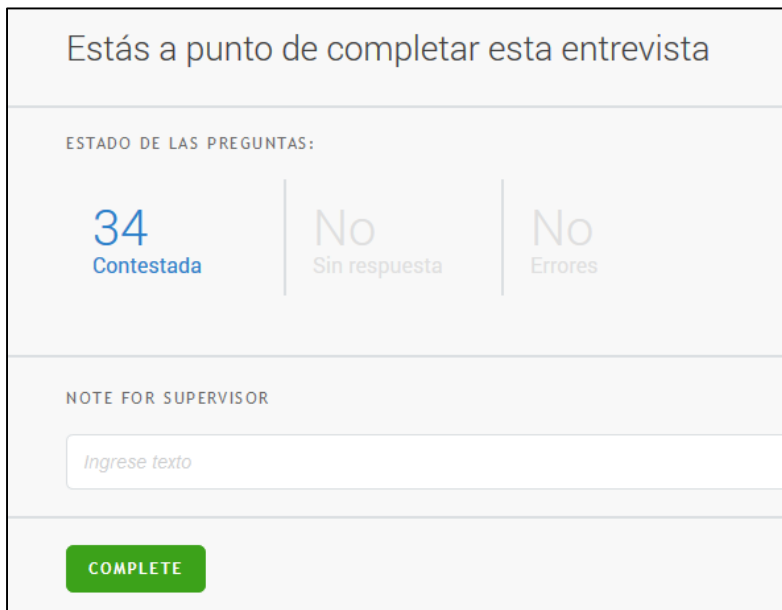 Estás a punto de completar esta entrevista
ESTADO DE LAS PREGUNTAS:
34 No No
Contestada Sin respuesta Errores
NOTE FOR SUPERVISOR
Ingrese texto
COMPLETE